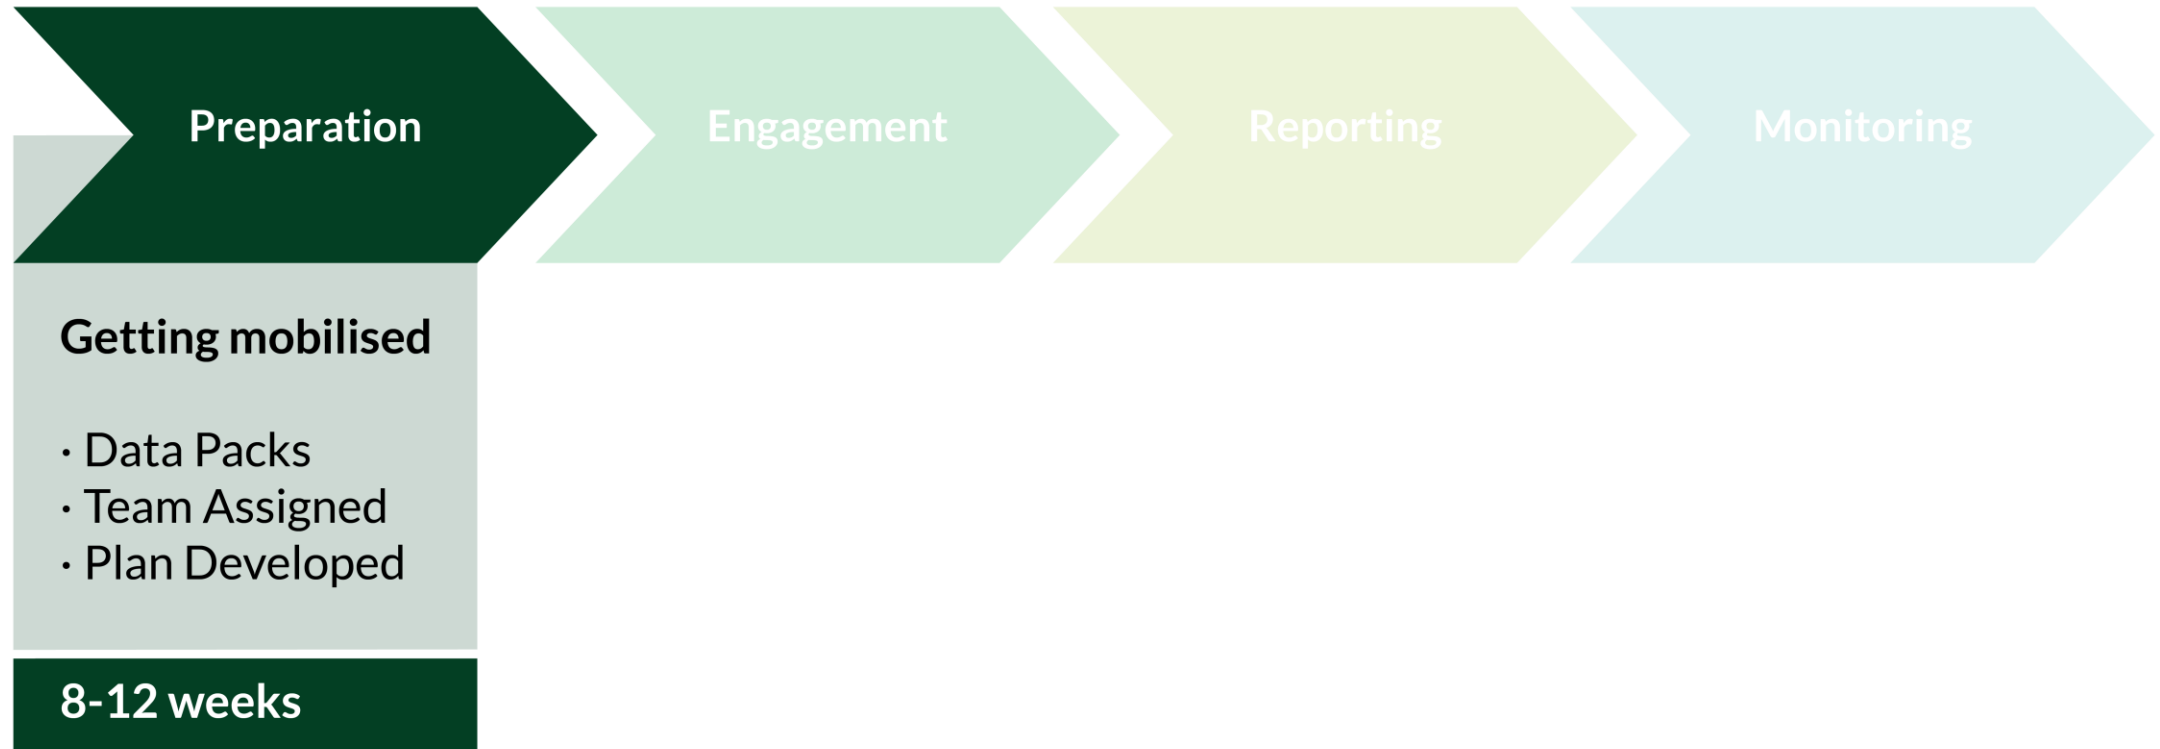 Preparation
Engagement
Reporting
Monitoring
Getting mobilised
· Data Packs
· Team Assigned
· Plan Developed
8-12 weeks